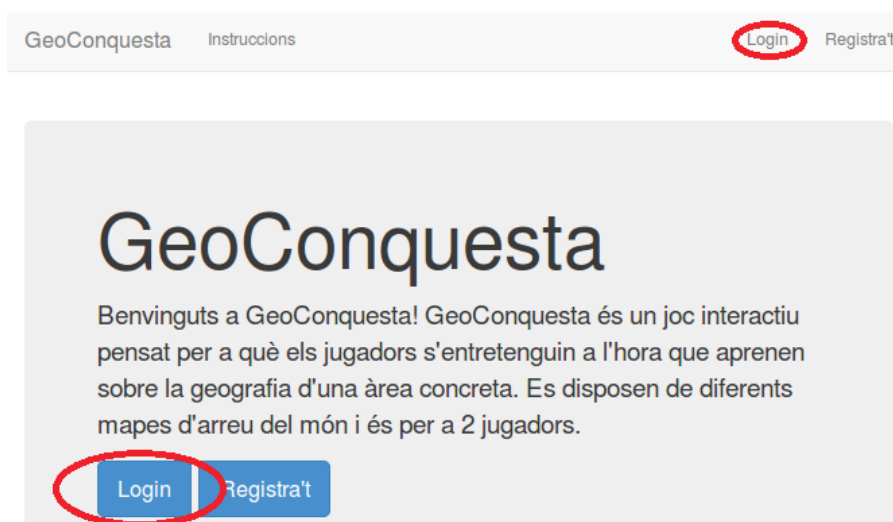 GeoConquesta Instruccions Login Registra't
GeoConquesta
Benvinguts a GeoConquesta! GeoConquesta és un joc interactiu
pensat per a què els jugadors s'entretenguin a l'hora que aprenen
sobre la geografia d'una àrea concreta. Es disposen de diferents
mapes d'arreu del món i és per a 2 jugadors.
Login Registra't